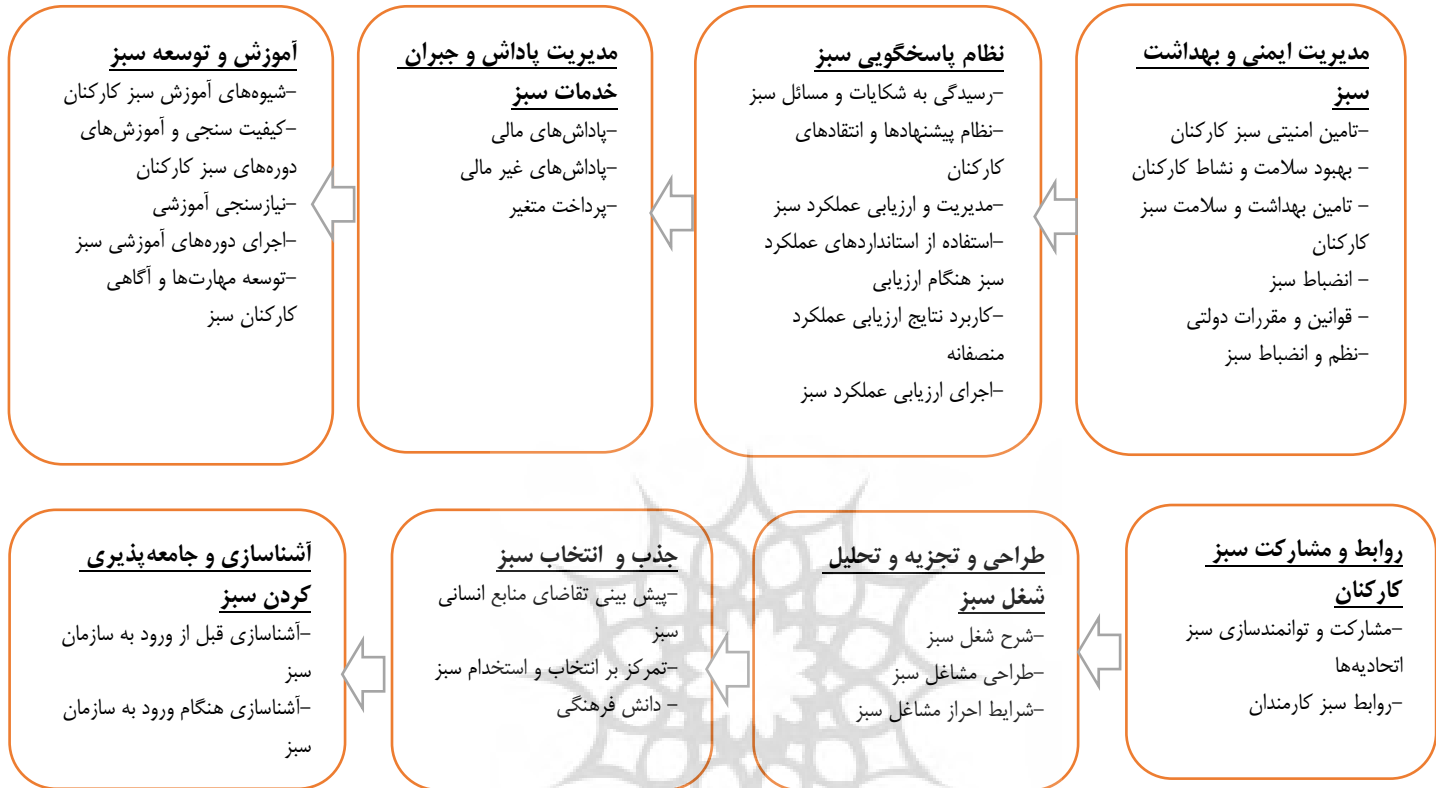 مدیریت ایمنی و بهداشت
سبز
-تامین امنیتی سبز کارکنان
- بهبود سلامت و نشاط کارکنان
- تامین بهداشت و سلامت سبز
کارکنان
- انضباط سبز
- قوانین و مقررات دولتی
-نظم و انضباط سبز
نظام پاسخگویی سبز
-رسیدگی به شکایات و مسائل سبز
-نظام پیشنهادها و انتقادهای
کارکنان
-مدیریت و ارزیابی عملکرد سبز
-استفاده از استانداردهای عملکرد
سبز هنگام ارزیابی
-کاربرد نتایج ارزیابی عملکرد
منصفانه
-اجرای ارزیابی عملکرد سبز
مدیریت پاداش و جبران
خدمات سبز
-پاداش‌های مالی
-پاداش‌های غیر مالی
-پرداخت متغیر
آموزش و توسعه سبز
-شیوه‌های آموزش سبز کارکنان
-کیفیت سنجی و آموزش‌های
دوره‌های سبز کارکنان
-نیازسنجی آموزشی
-اجرای دوره‌های آموزشی سبز
-توسعه مهارت‌ها و آگاهی
کارکنان سبز
روابط و مشارکت سبز
کارکنان
-مشارکت و توانمندسازی سبز
اتحادیه‌ها
-روابط سبز کارمندان
طراحی و تجزیه و تحلیل
شغل سبز
-شرح شغل سبز
-طراحی مشاغل سبز
-شرایط احراز مشاغل سبز
جذب و انتخاب سبز
-پیش بینی تقاضای منابع انسانی
سبز
-تمرکز بر انتخاب و استخدام سبز
- دانش فرهنگی
آشناسازی و جامعه‌پذیری
کردن سبز
-آشناسازی قبل از ورود به سازمان
سبز
-آشناسازی هنگام ورود به سازمان
سبز